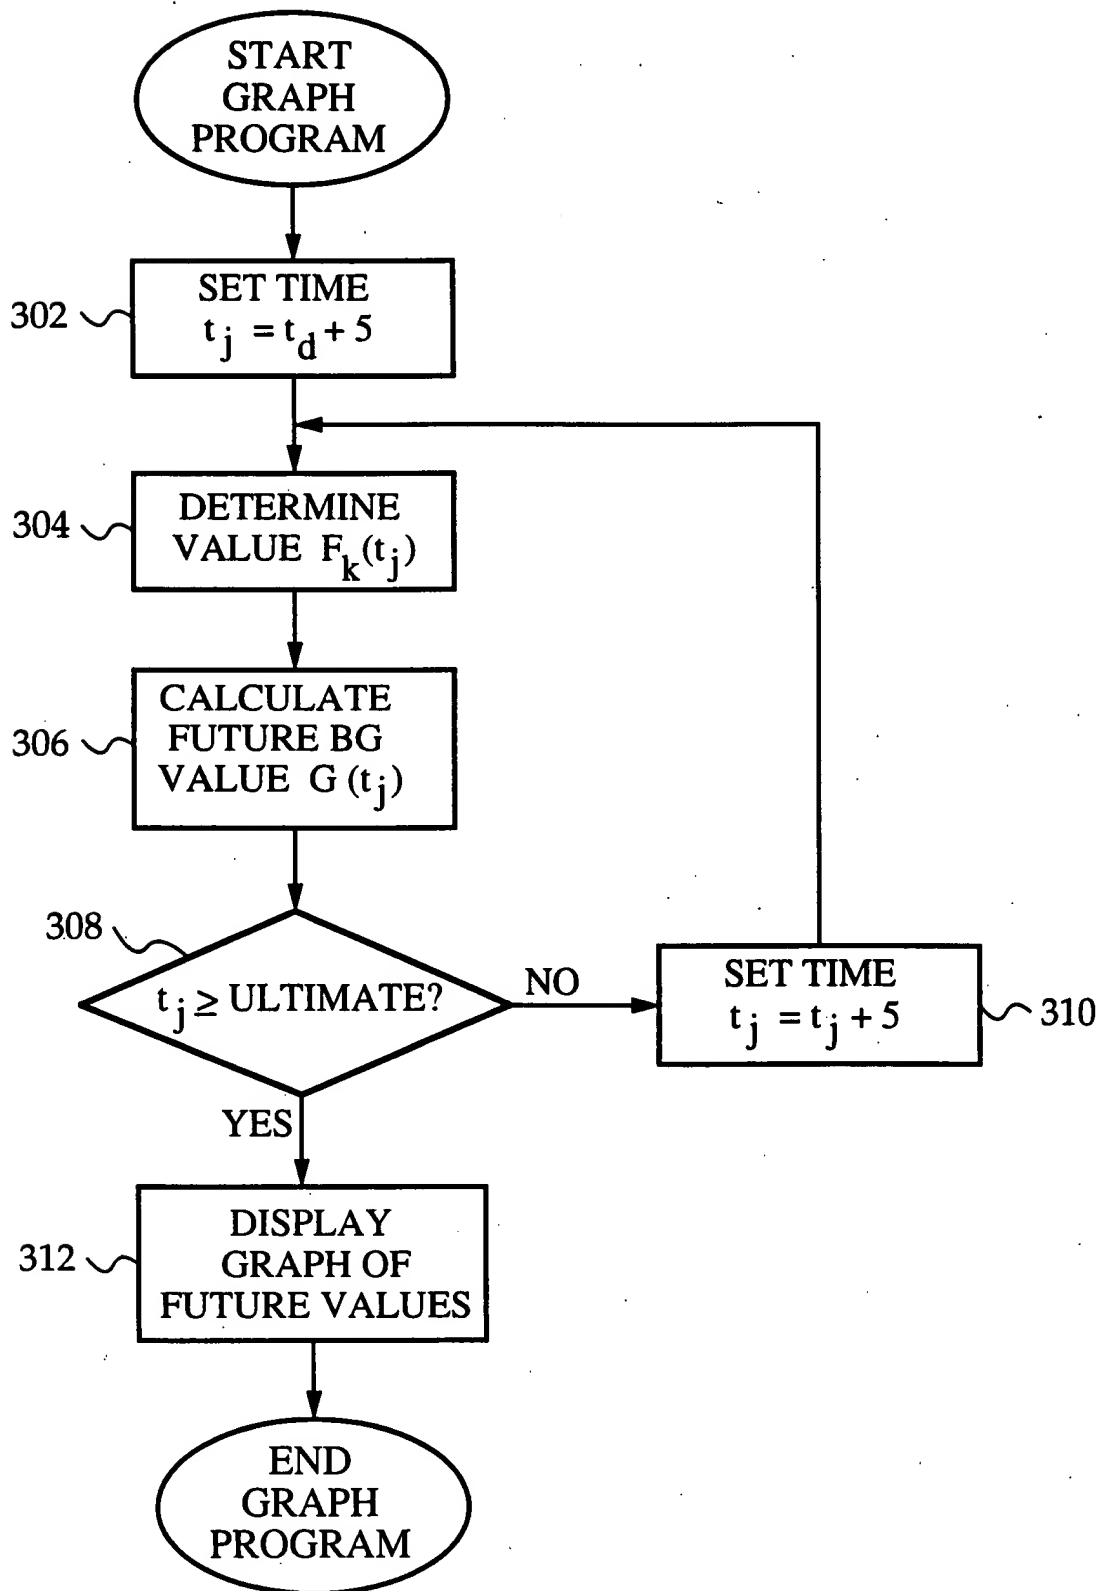 START
GRAPH
PROGRAM
302
SET TIME
t_j = t_d + 5
304
DETERMINE
VALUE F_k(t_j)
306
CALCULATE
FUTURE BG
VALUE G (t_j)
308
t_j ≥ ULTIMATE?
NO
SET TIME
t_j = t_j + 5
310
YES
312
DISPLAY
GRAPH OF
FUTURE VALUES
END
GRAPH
PROGRAM